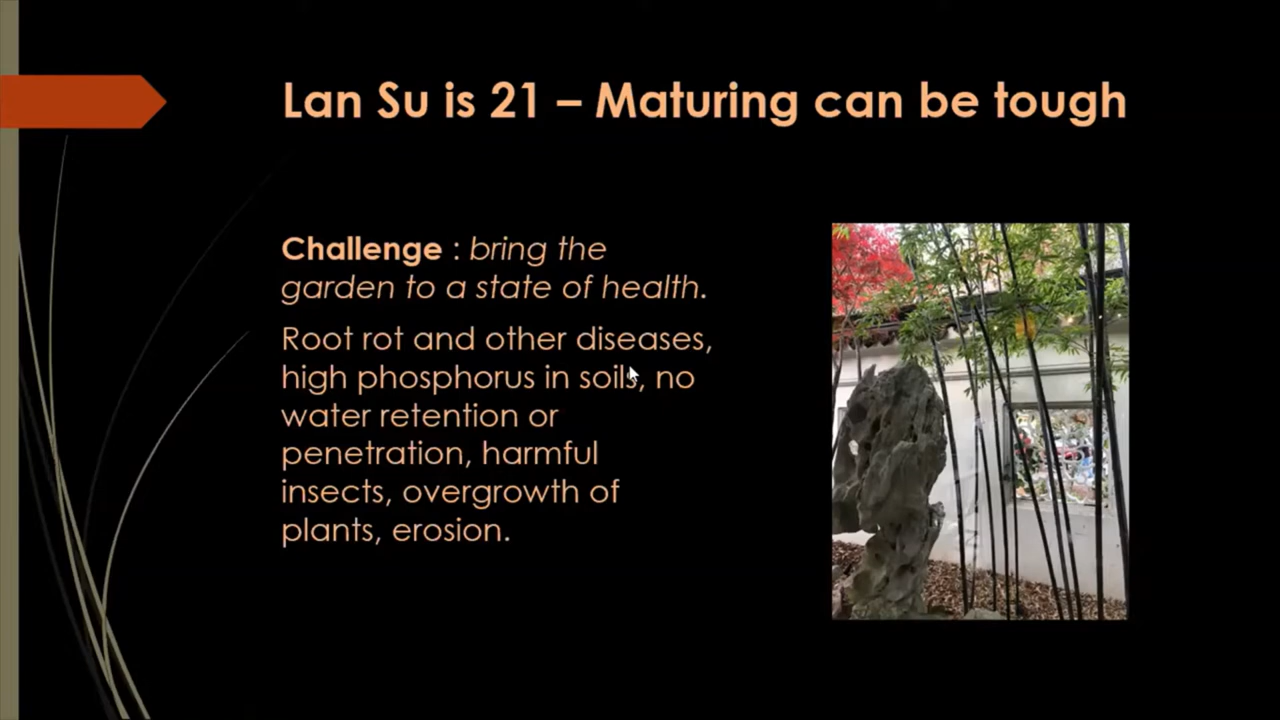 Lan Su is 21 – Maturing can be tough
Challenge : bring the
garden to a state of health.
Root rot and other diseases,
high phosphorus in soils, no
water retention or
penetration, harmful
insects, overgrowth of
plants, erosion.